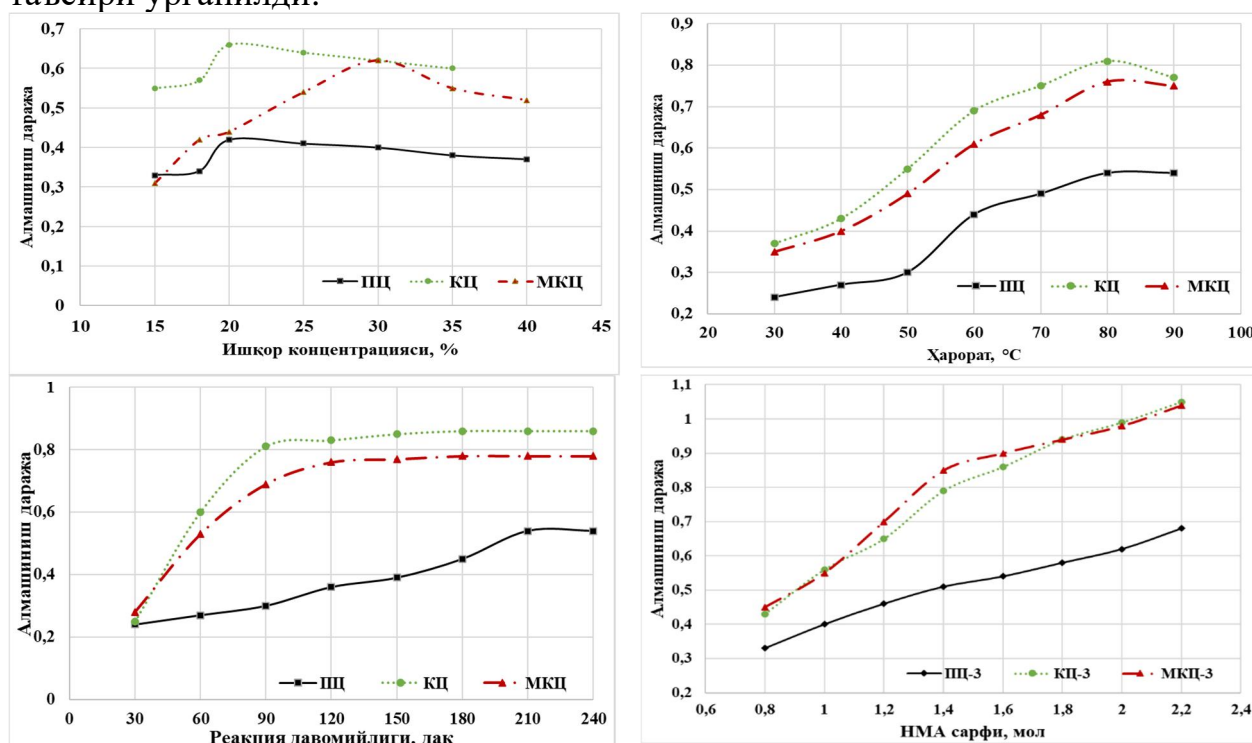 таъсири ўрганилди.
0,7
0,6
0,5
0,4
0,3
0,2
0,1
0
10 15 20 25 30 35 40 45
Алмашиниш даража
Ишқор концентрацияси, %
ПЦ КЦ МКЦ
0,9
0,8
0,7
0,6
0,5
0,4
0,3
0,2
20 30 40 50 60 70 80 90 100
Алмашиниш даража
Ҳарорат, °С
ПЦ КЦ МКЦ
1
0,8
0,6
0,4
0,2
0
0 30 60 90 120 150 180 210 240
Алмашиниш даража
Реакция давомийлиги, дақ
ПЦ КЦ МКЦ
1,1
1
0,9
0,8
0,7
0,6
0,5
0,4
0,3
0,2
0,6 0,8 1 1,2 1,4 1,6 1,8 2 2,2 2,4
Алмашиниш даража
НМА сарфи, мол
ПЦ-3 КЦ-3 МКЦ-3